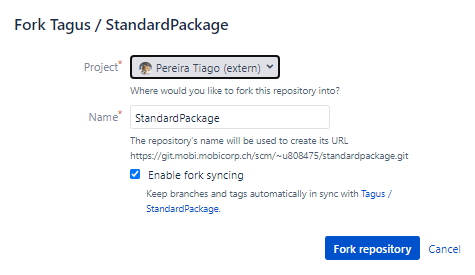 Fork Tagus / StandardPackage
Project*
Pereira Tiago (extern)
Where would you like to fork this repository into?
Name*
StandardPackage
The repository's name will be used to create its URL
https://git.mobi.mobicorp.ch/scm/~u808475/standardpackage.git
Enable fork syncing
Keep branches and tags automatically in sync with Tagus /
StandardPackage.
Fork repository
Cancel